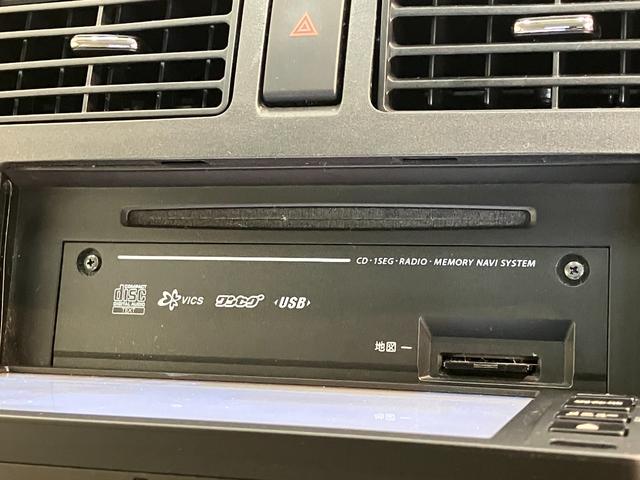 CD・1SEG・RADIO・MEMORY NAVI SYSTEM
COMPACT
disc
DIGITAL AUDIO
TEXT
VICS
ワンセグ
USB
地図